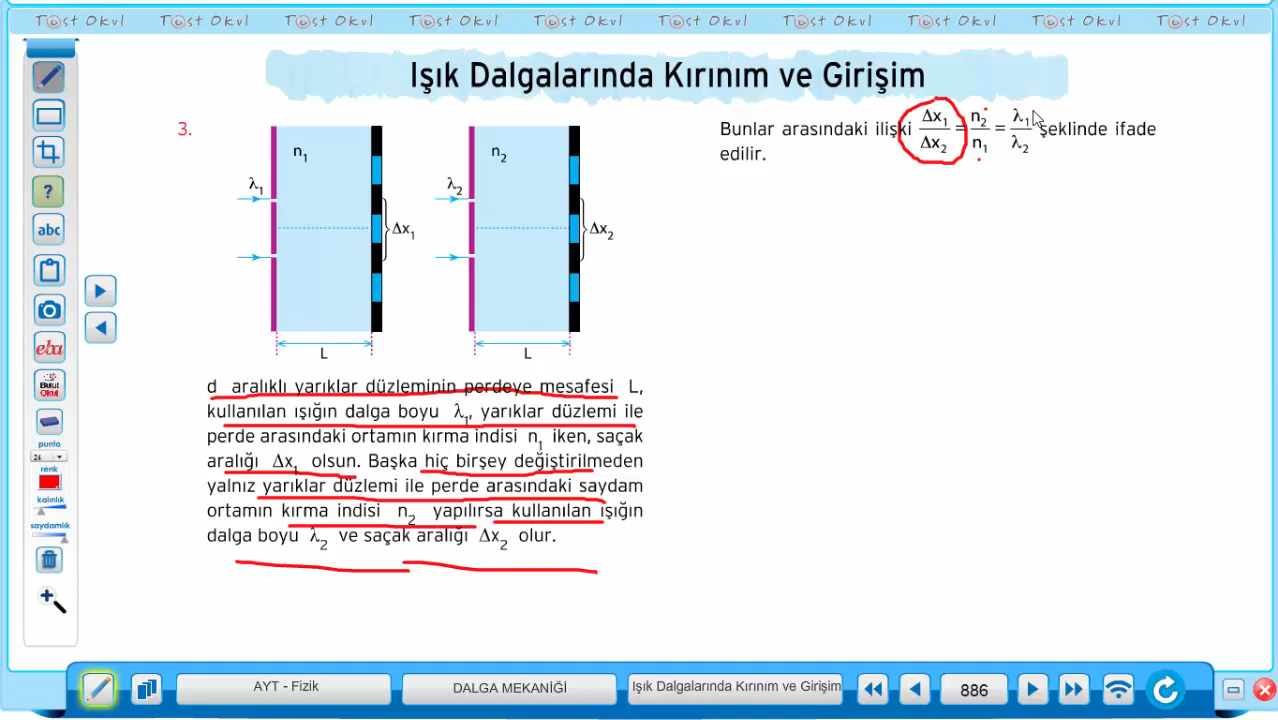 Test Okul Test Okul Test Okul Test Okul Test Okul Test Okul Test Okul Test Okul Test Okul Test Okul
Işık Dalgalarında Kırınım ve Girişim
3.
n1
λ1
Δx1
L
n2
λ2
Δx2
L
d aralıklı yarıklar düzleminin perdeye mesafesi L,
kullanılan ışığın dalga boyu λ1, yarıklar düzlemi ile
perde arasındaki ortamın kırma indisi n1 iken, saçak
aralığı Δx1 olsun. Başka hiç birşey değiştirilmeden
yalnız yarıklar düzlemi ile perde arasındaki saydam
ortamın kırma indisi n2 yapılırsa kullanılan ışığın
dalga boyu λ2 ve saçak aralığı Δx2 olur.
Bunlar arasındaki ilişki Δx1/Δx2 = n2/n1 = λ1/λ2 şeklinde ifade
edilir.
?
abc
eba
Bulut
Okul
punto
24
renk
kalınlık
saydamlık
AYT - Fizik
DALGA MEKANİĞİ
Işık Dalgalarında Kırınım ve Girişim
886